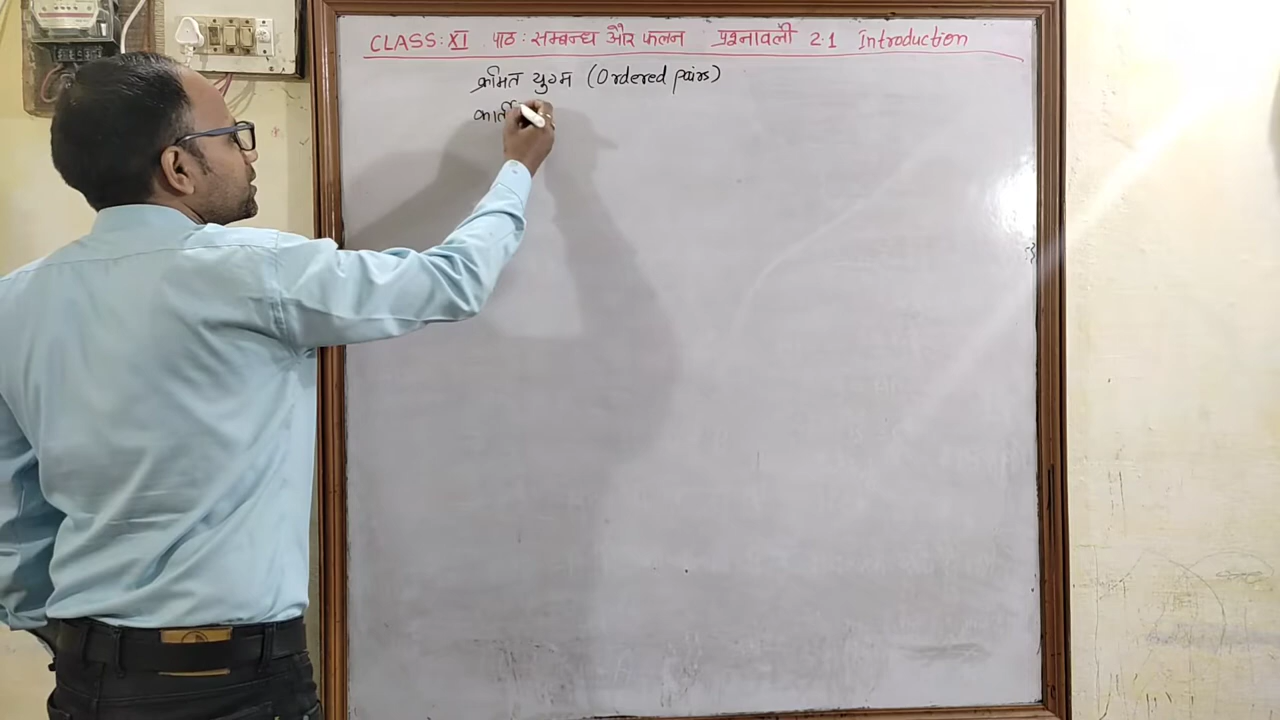 CLASS: XI पाठ : सम्बन्ध और फलन प्रश्नावली 2.1 Introduction
क्रमित युग्म (Ordered pairs)
कार्ती